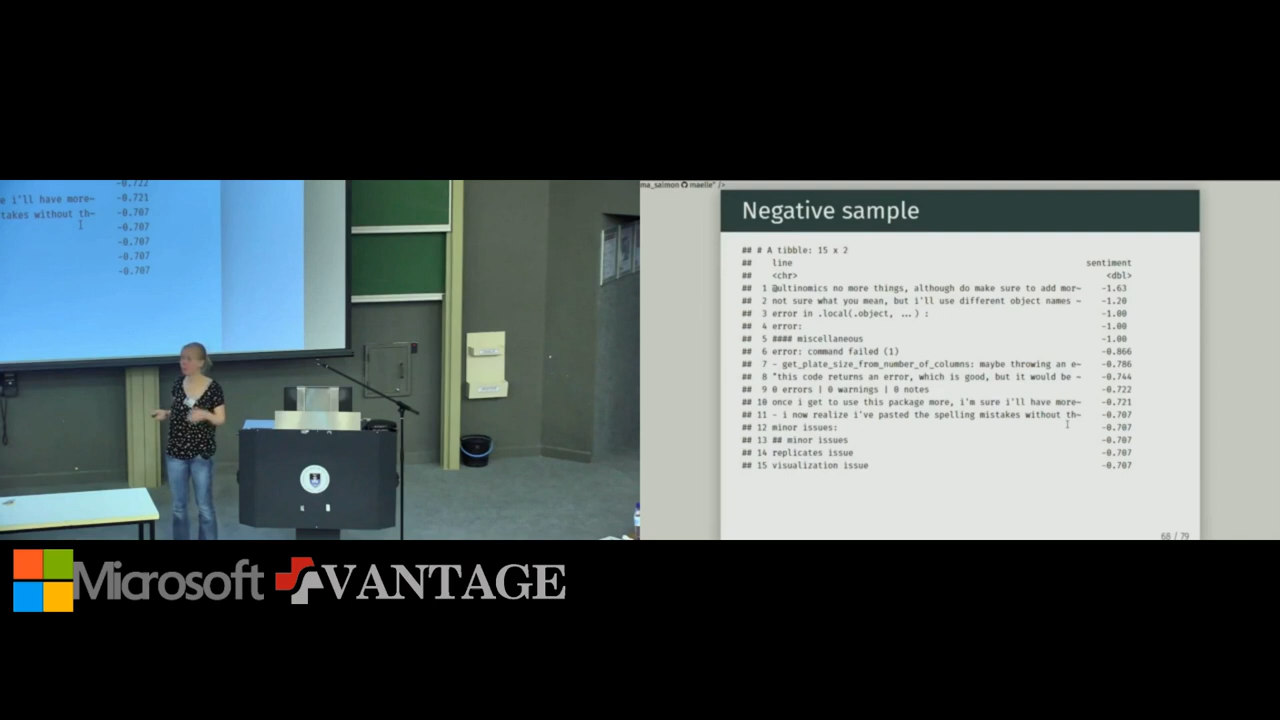 -0.722
e i'll have more~ -0.721
takes without th~ -0.707
-0.707
-0.707
-0.707
-0.707
ma_salmon maelle" />
Negative sample
## # A tibble: 15 x 2
## line sentiment
## <chr> <dbl>
## 1 @ultinomics no more things, although do make sure to add mor~ -1.63
## 2 not sure what you mean, but i'll use different object names ~ -1.20
## 3 error in .local(.object, ...) : -1.00
## 4 error: -1.00
## 5 #### miscellaneous -1.00
## 6 error: command failed (1) -0.866
## 7 - get_plate_size_from_number_of_columns: maybe throwing an e~ -0.786
## 8 "this code returns an error, which is good, but it would be ~ -0.744
## 9 0 errors | 0 warnings | 0 notes -0.722
## 10 once i get to use this package more, i'm sure i'll have more~ -0.721
## 11 - i now realize i've pasted the spelling mistakes without th~ -0.707
## 12 minor issues: -0.707
## 13 ## minor issues -0.707
## 14 replicates issue -0.707
## 15 visualization issue -0.707
68 / 79
Microsoft VANTAGE